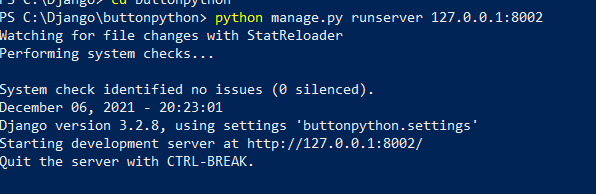 PS C:\Django> cd buttonpython
PS C:\Django\buttonpython> python manage.py runserver 127.0.0.1:8002
Watching for file changes with StatReloader
Performing system checks...
System check identified no issues (0 silenced).
December 06, 2021 - 20:23:01
Django version 3.2.8, using settings 'buttonpython.settings'
Starting development server at http://127.0.0.1:8002/
Quit the server with CTRL-BREAK.